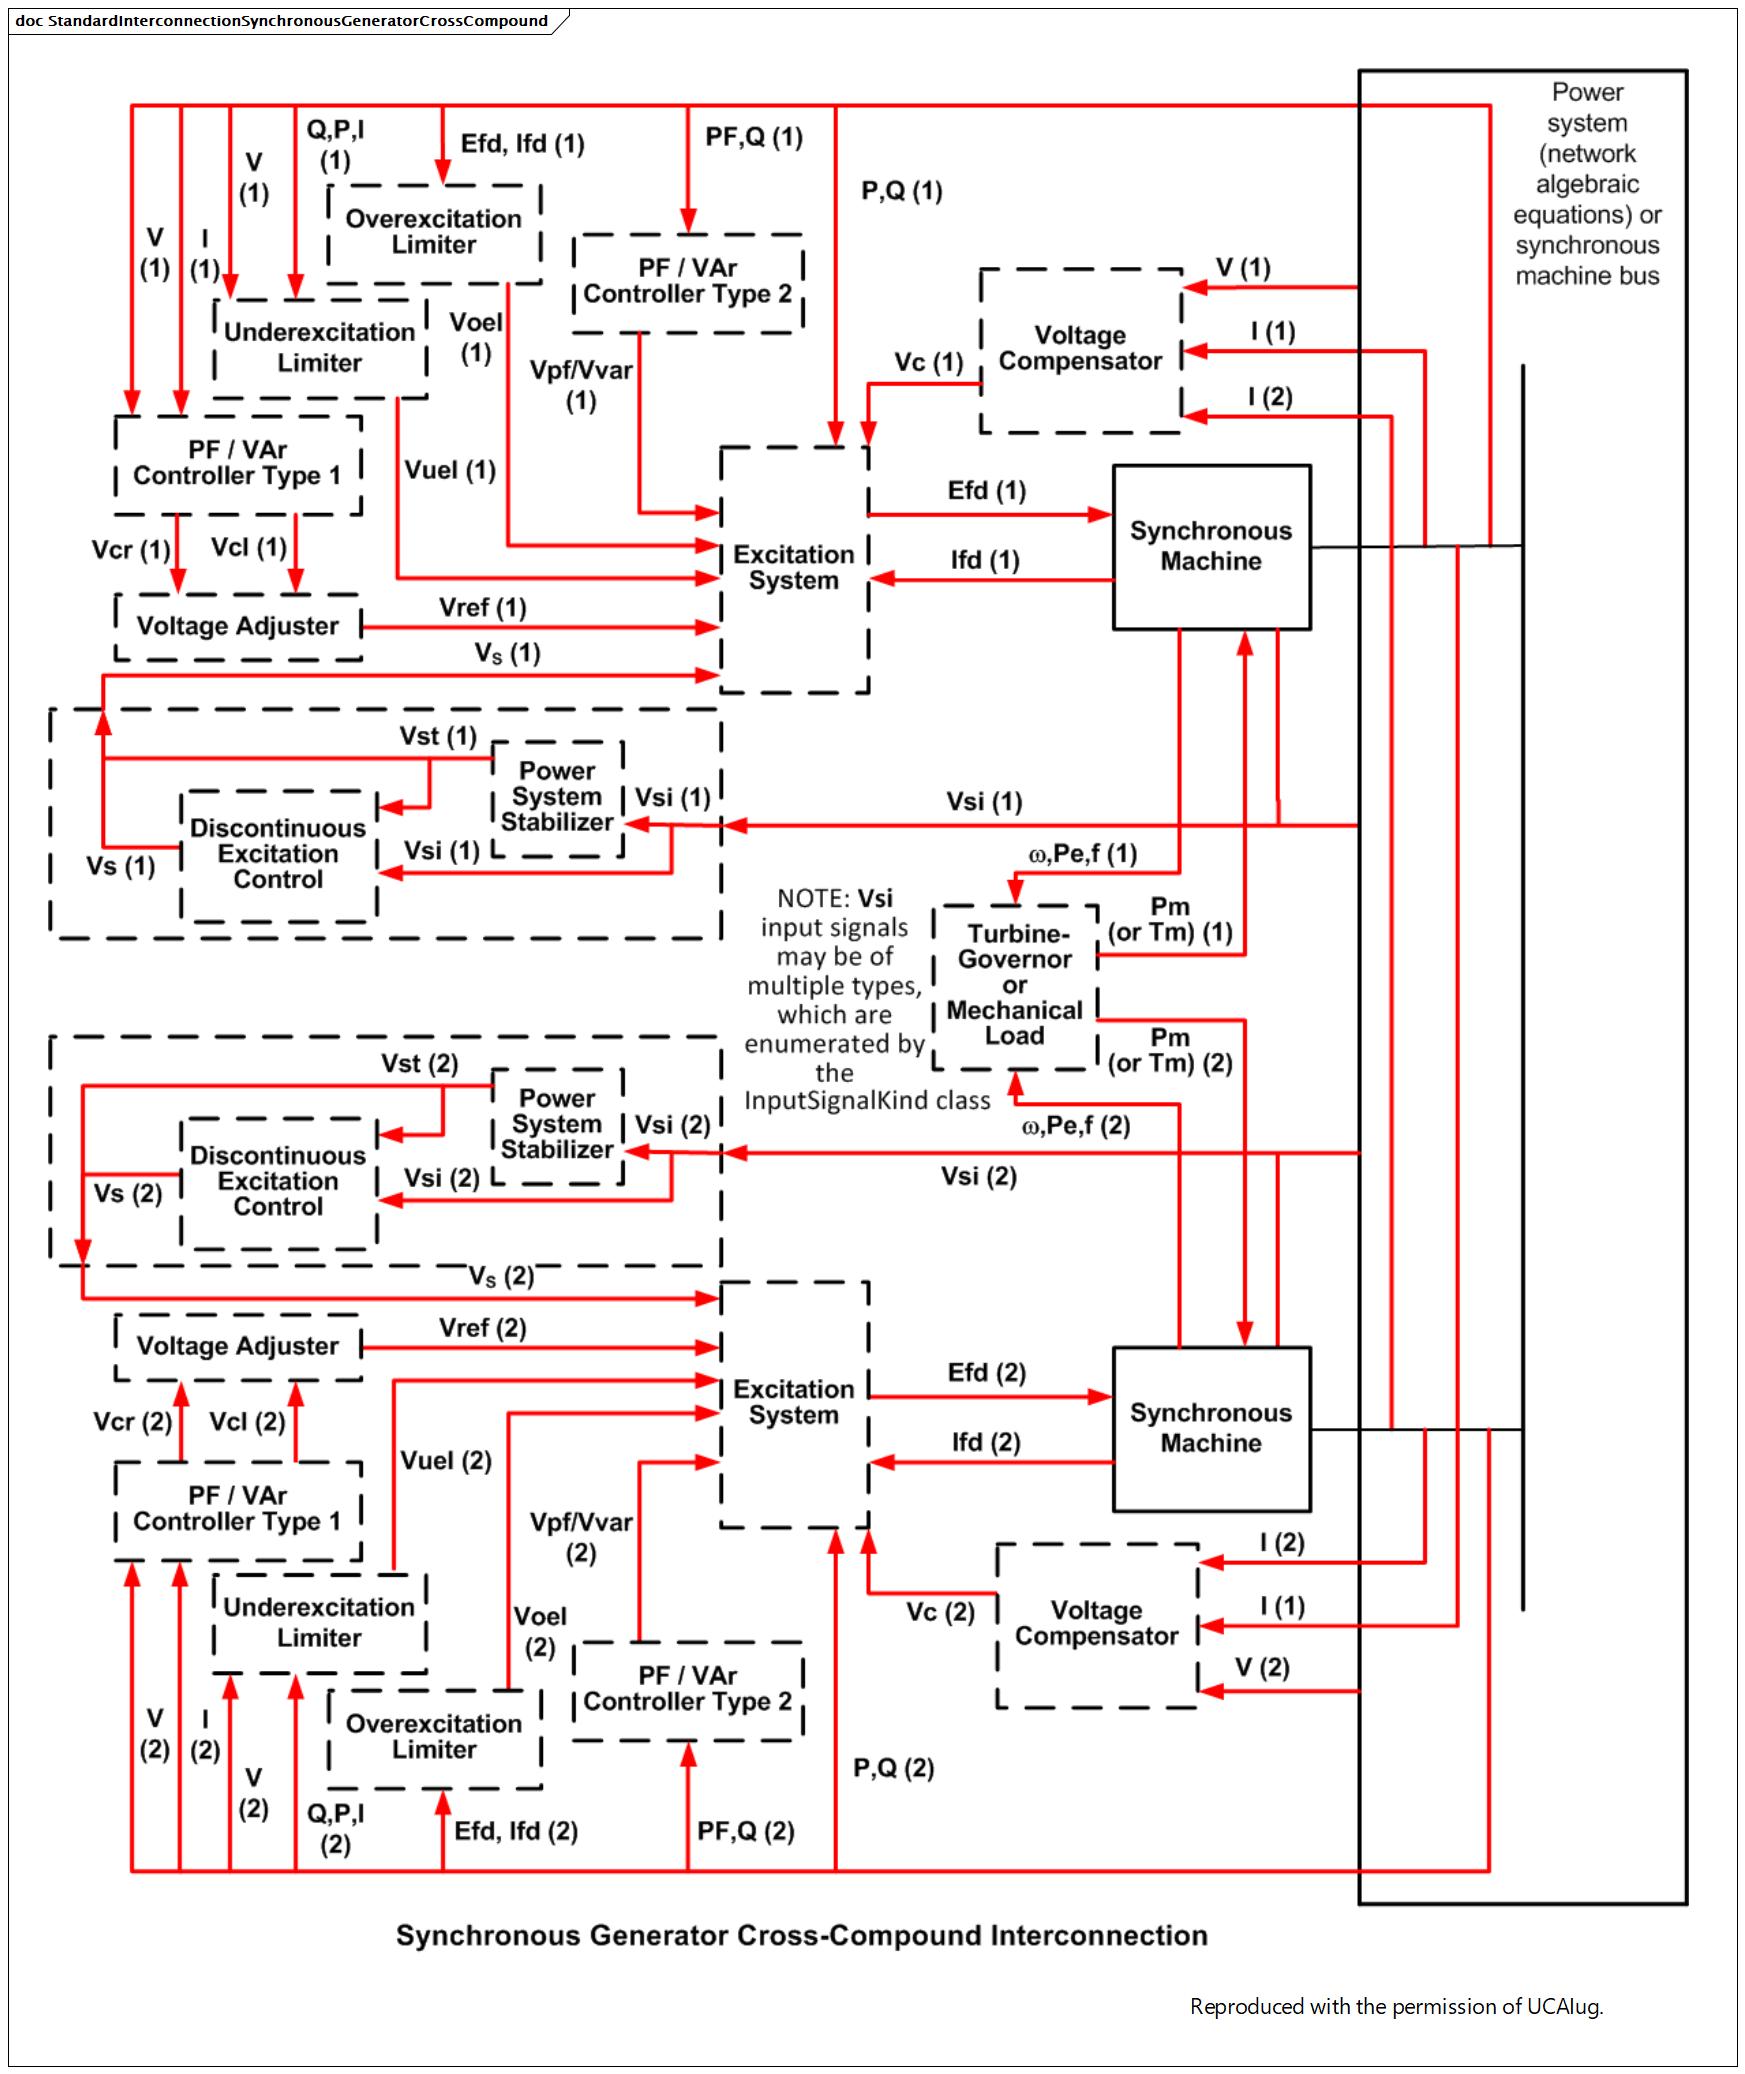 doc StandardInterconnectionSynchronousGeneratorCrossCompound
Power
system
(network
algebraic
equations) or
synchronous
machine bus
V
(1)
I
(1)
V
(1)
Q,P,I
(1)
Efd, Ifd (1)
PF,Q (1)
P,Q (1)
Overexcitation
Limiter
PF / VAr
Controller Type 2
Underexcitation
Limiter
Voel
(1)
Vpf/Vvar
(1)
V (1)
I (1)
I (2)
Voltage
Compensator
Vc (1)
PF / VAr
Controller Type 1
Vuel (1)
Vcr (1)
Vcl (1)
Voltage Adjuster
Vref (1)
Vs (1)
Excitation
System
Efd (1)
Ifd (1)
Synchronous
Machine
Vst (1)
Power
System
Stabilizer
Vsi (1)
Vsi (1)
Discontinuous
Excitation
Control
Vsi (1)
Vs (1)
ω,Pe,f (1)
NOTE: Vsi
input signals
may be of
multiple types,
which are
enumerated by
the
InputSignalKind class
Turbine-
Governor
or
Mechanical
Load
Pm
(or Tm) (1)
Pm
(or Tm) (2)
ω,Pe,f (2)
Vst (2)
Power
System
Stabilizer
Vsi (2)
Vsi (2)
Discontinuous
Excitation
Control
Vsi (2)
Vs (2)
Vs (2)
Voltage Adjuster
Vref (2)
Vcr (2)
Vcl (2)
Vuel (2)
Excitation
System
Efd (2)
Ifd (2)
Synchronous
Machine
PF / VAr
Controller Type 1
Vpf/Vvar
(2)
Underexcitation
Limiter
Voel
(2)
Vc (2)
Voltage
Compensator
I (2)
I (1)
V (2)
PF / VAr
Controller Type 2
Overexcitation
Limiter
V
(2)
I
(2)
V
(2)
Q,P,I
(2)
Efd, Ifd (2)
PF,Q (2)
P,Q (2)
Synchronous Generator Cross-Compound Interconnection
Reproduced with the permission of UCAIug.